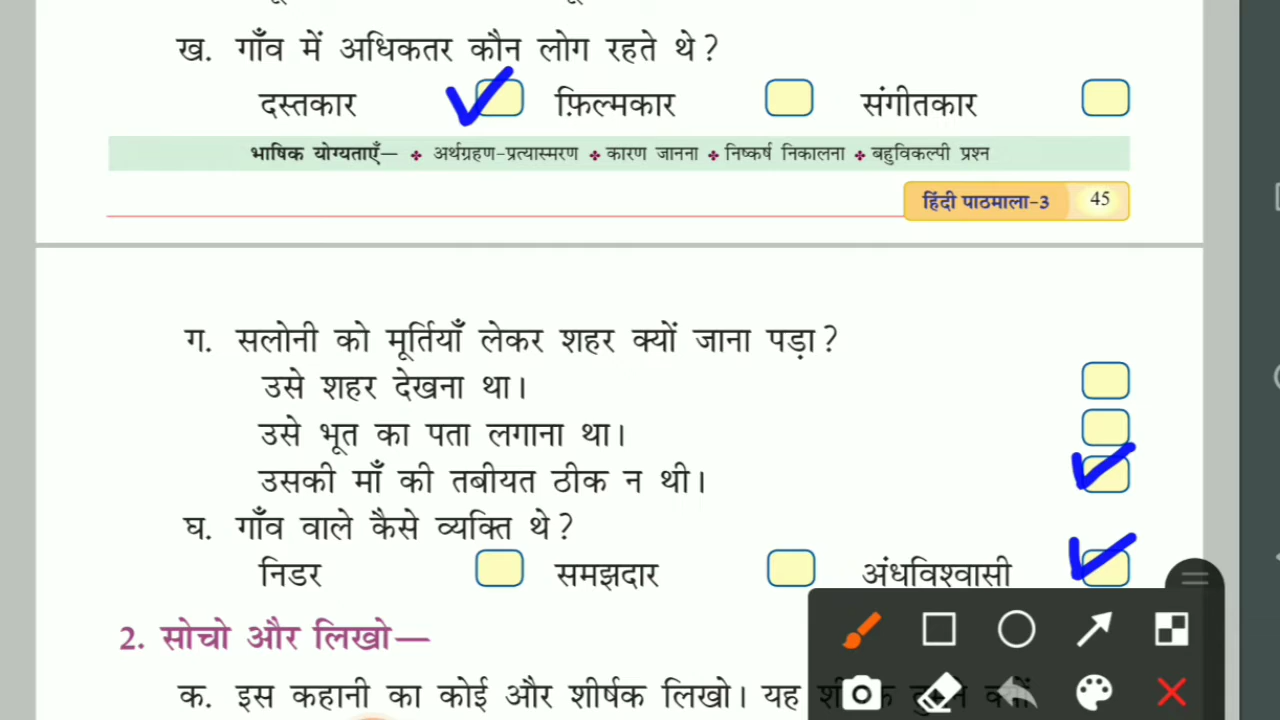 ख. गाँव में अधिकतर कौन लोग रहते थे?
दस्तकार फ़िल्मकार संगीतकार
भाषिक योग्यताएँ— ❖ अर्थग्रहण-प्रत्यास्मरण ❖ कारण जानना ❖ निष्कर्ष निकालना ❖ बहुविकल्पी प्रश्न
हिंदी पाठमाला-3 45
ग. सलोनी को मूर्तियाँ लेकर शहर क्यों जाना पड़ा?
उसे शहर देखना था।
उसे भूत का पता लगाना था।
उसकी माँ की तबीयत ठीक न थी।
घ. गाँव वाले कैसे व्यक्ति थे?
निडर समझदार अंधविश्वासी
2. सोचो और लिखो—
क. इस कहानी का कोई और शीर्षक लिखो। यह